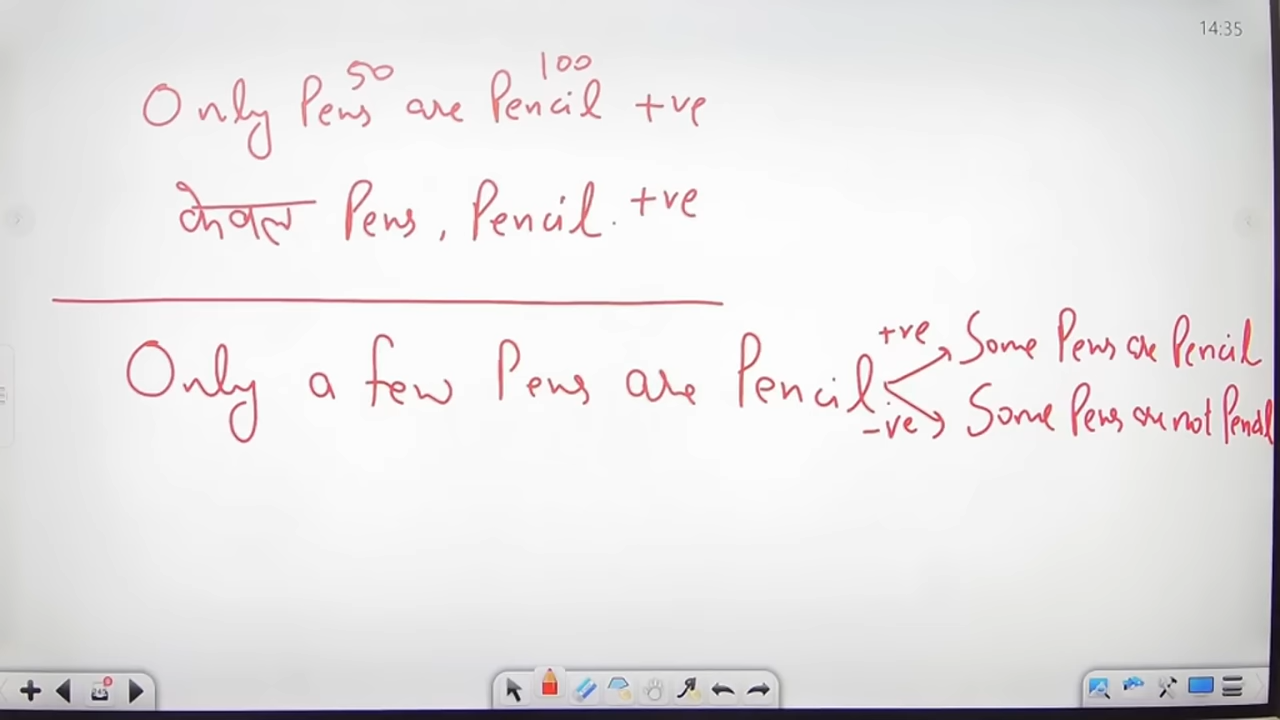 14:35
50 100
Only Pens are Pencil +ve
केवल Pens, Pencil. +ve
Only a few Pens are Pencil.
+ve Some Pens are Pencil
-ve Some Pens are not Pencil